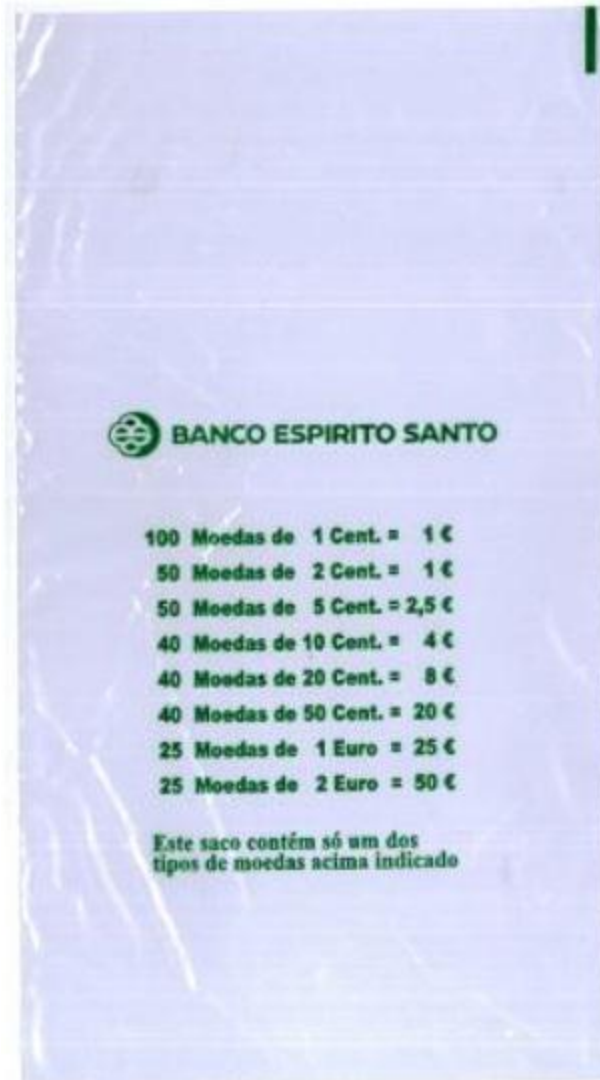 BANCO ESPIRITO SANTO
100 Moedas de 1 Cent. = 1 €
50 Moedas de 2 Cent. = 1 €
50 Moedas de 5 Cent. = 2,5 €
40 Moedas de 10 Cent. = 4 €
40 Moedas de 20 Cent. = 8 €
40 Moedas de 50 Cent. = 20 €
25 Moedas de 1 Euro = 25 €
25 Moedas de 2 Euro = 50 €
Este saco contém só um dos
tipos de moedas acima indicado